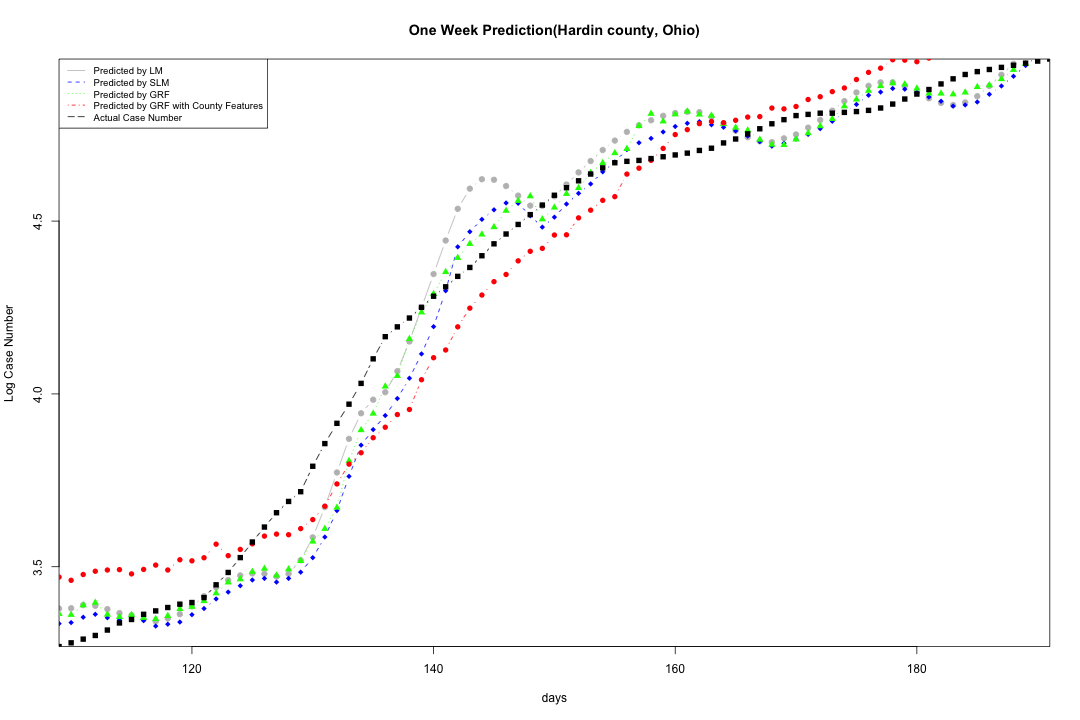 One Week Prediction(Hardin county, Ohio)
Predicted by LM
Predicted by SLM
Predicted by GRF
Predicted by GRF with County Features
Actual Case Number
4.5
4.0
3.5
Log Case Number
120 140 160 180
days